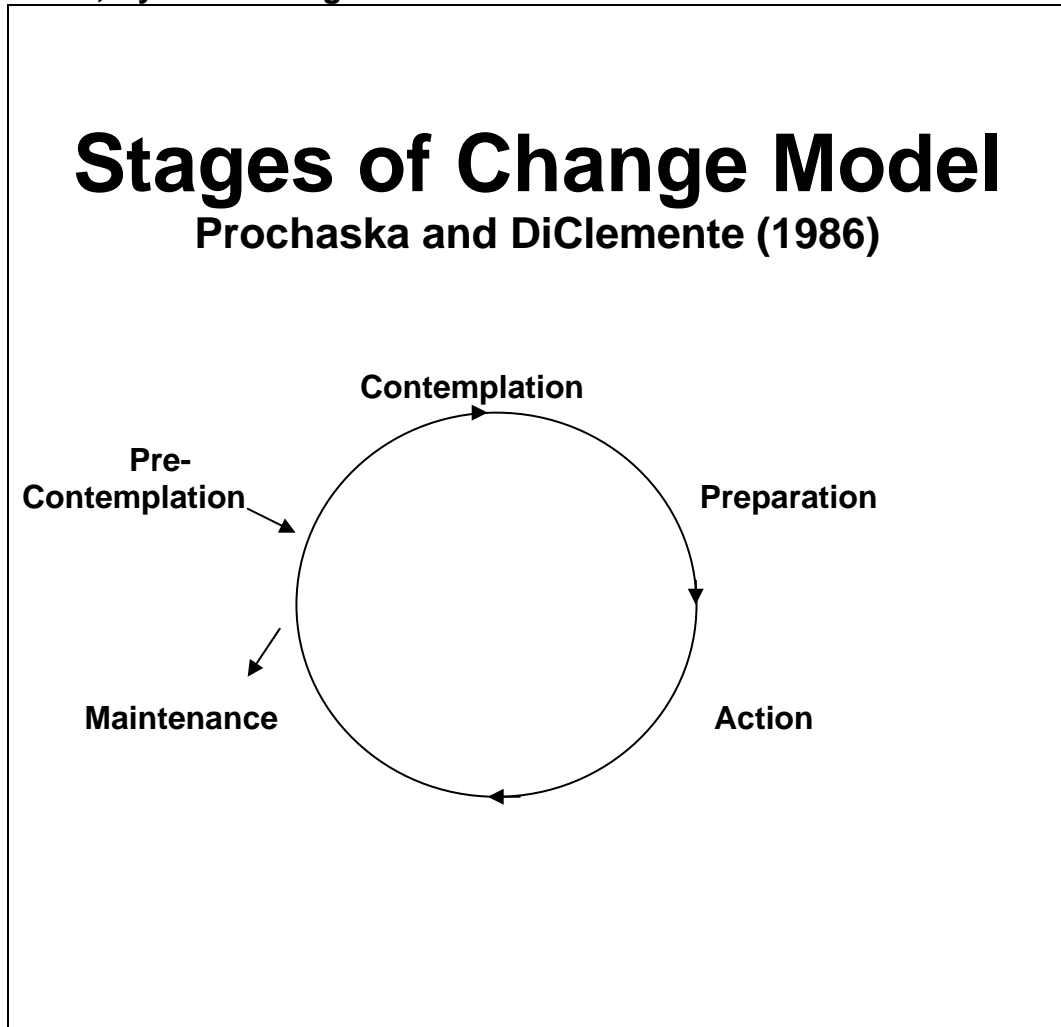 Stages of Change Model
Prochaska and DiClemente (1986)
Contemplation
Pre-
Contemplation
Preparation
Maintenance
Action